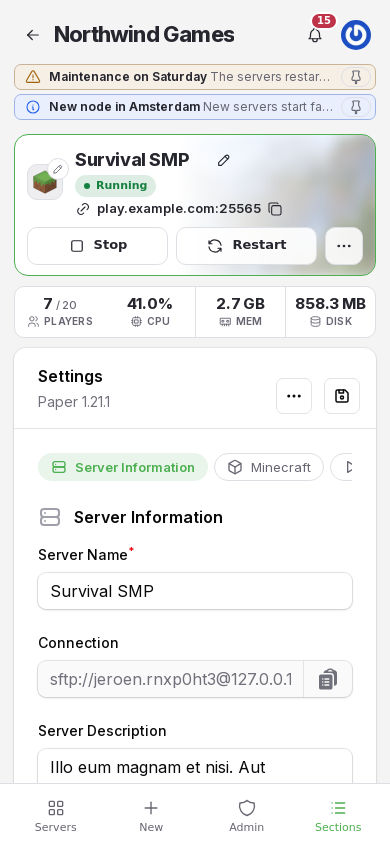 Northwind Games
15
Maintenance on Saturday The servers restar…
New node in Amsterdam New servers start fa…
Survival SMP
Running
play.example.com:25565
Stop
Restart
7 / 20
PLAYERS
41.0%
CPU
2.7 GB
MEM
858.3 MB
DISK
Settings
Paper 1.21.1
Server Information
Minecraft
Server Information
Server Name*
Survival SMP
Connection
sftp://jeroen.rnxp0ht3@127.0.0.1
Server Description
Illo eum magnam et nisi. Aut
Servers
New
Admin
Sections